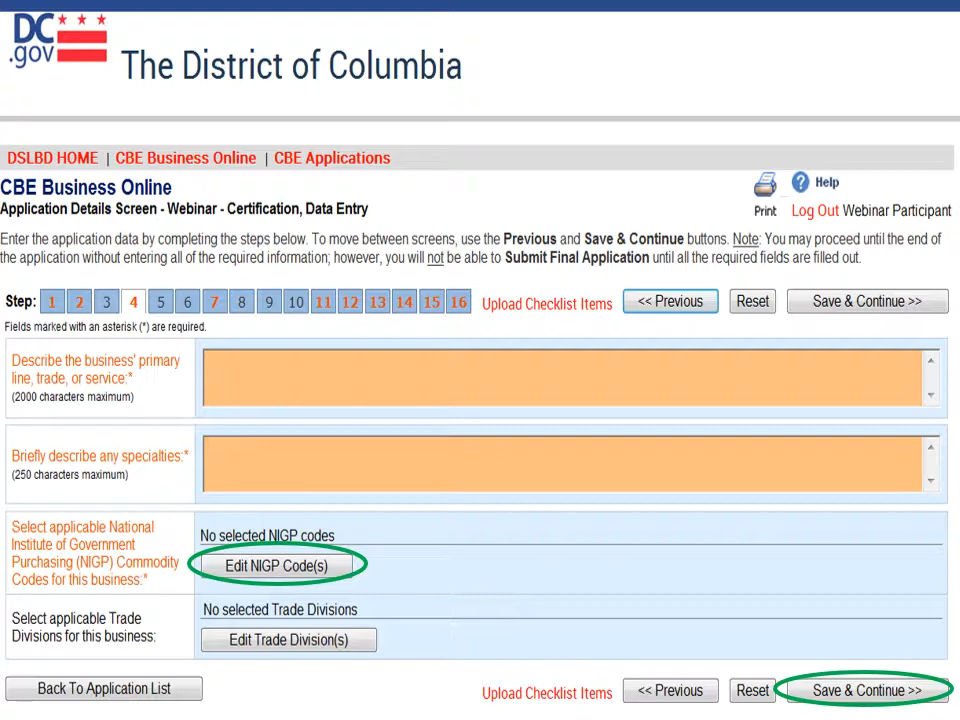 DC
.gov
The District of Columbia
DSLBD HOME | CBE Business Online | CBE Applications
CBE Business Online
Application Details Screen - Webinar - Certification, Data Entry
Print
? Help
Log Out Webinar Participant
Enter the application data by completing the steps below. To move between screens, use the Previous and Save & Continue buttons. Note: You may proceed until the end of
the application without entering all of the required information; however, you will not be able to Submit Final Application until all the required fields are filled out.
Step: 1 2 3 4 5 6 7 8 9 10 11 12 13 14 15 16 Upload Checklist Items << Previous Reset Save & Continue >>
Fields marked with an asterisk (*) are required.
Describe the business' primary
line, trade, or service:*
(2000 characters maximum)
Briefly describe any specialties:*
(250 characters maximum)
Select applicable National
Institute of Government
Purchasing (NIGP) Commodity
Codes for this business:*
No selected NIGP codes
Edit NIGP Code(s)
Select applicable Trade
Divisions for this business:
No selected Trade Divisions
Edit Trade Division(s)
Back To Application List
Upload Checklist Items << Previous Reset Save & Continue >>